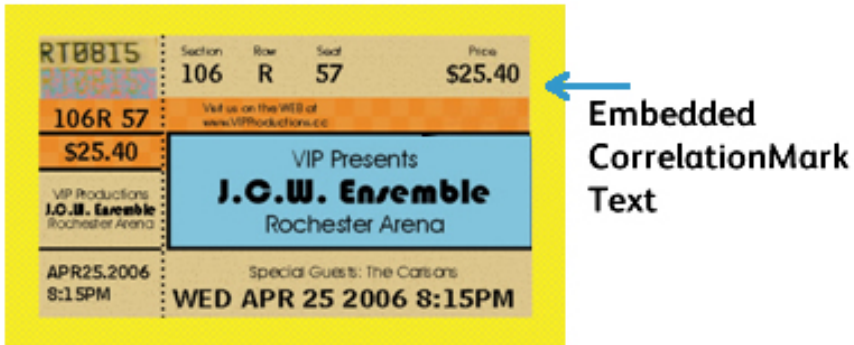 RT0815
Section Row Seat Price
106 R 57 $25.40
106R 57
Visit us on the WEB at
www.VIPProductions.cc
$25.40
VIP Presents
J.C.W. Ensemble
Rochester Arena
VIP Productions
J.C.W. Ensemble
Rochester Arena
APR25.2006
8:15PM
Special Guests: The Carsons
WED APR 25 2006 8:15PM
Embedded
CorrelationMark
Text